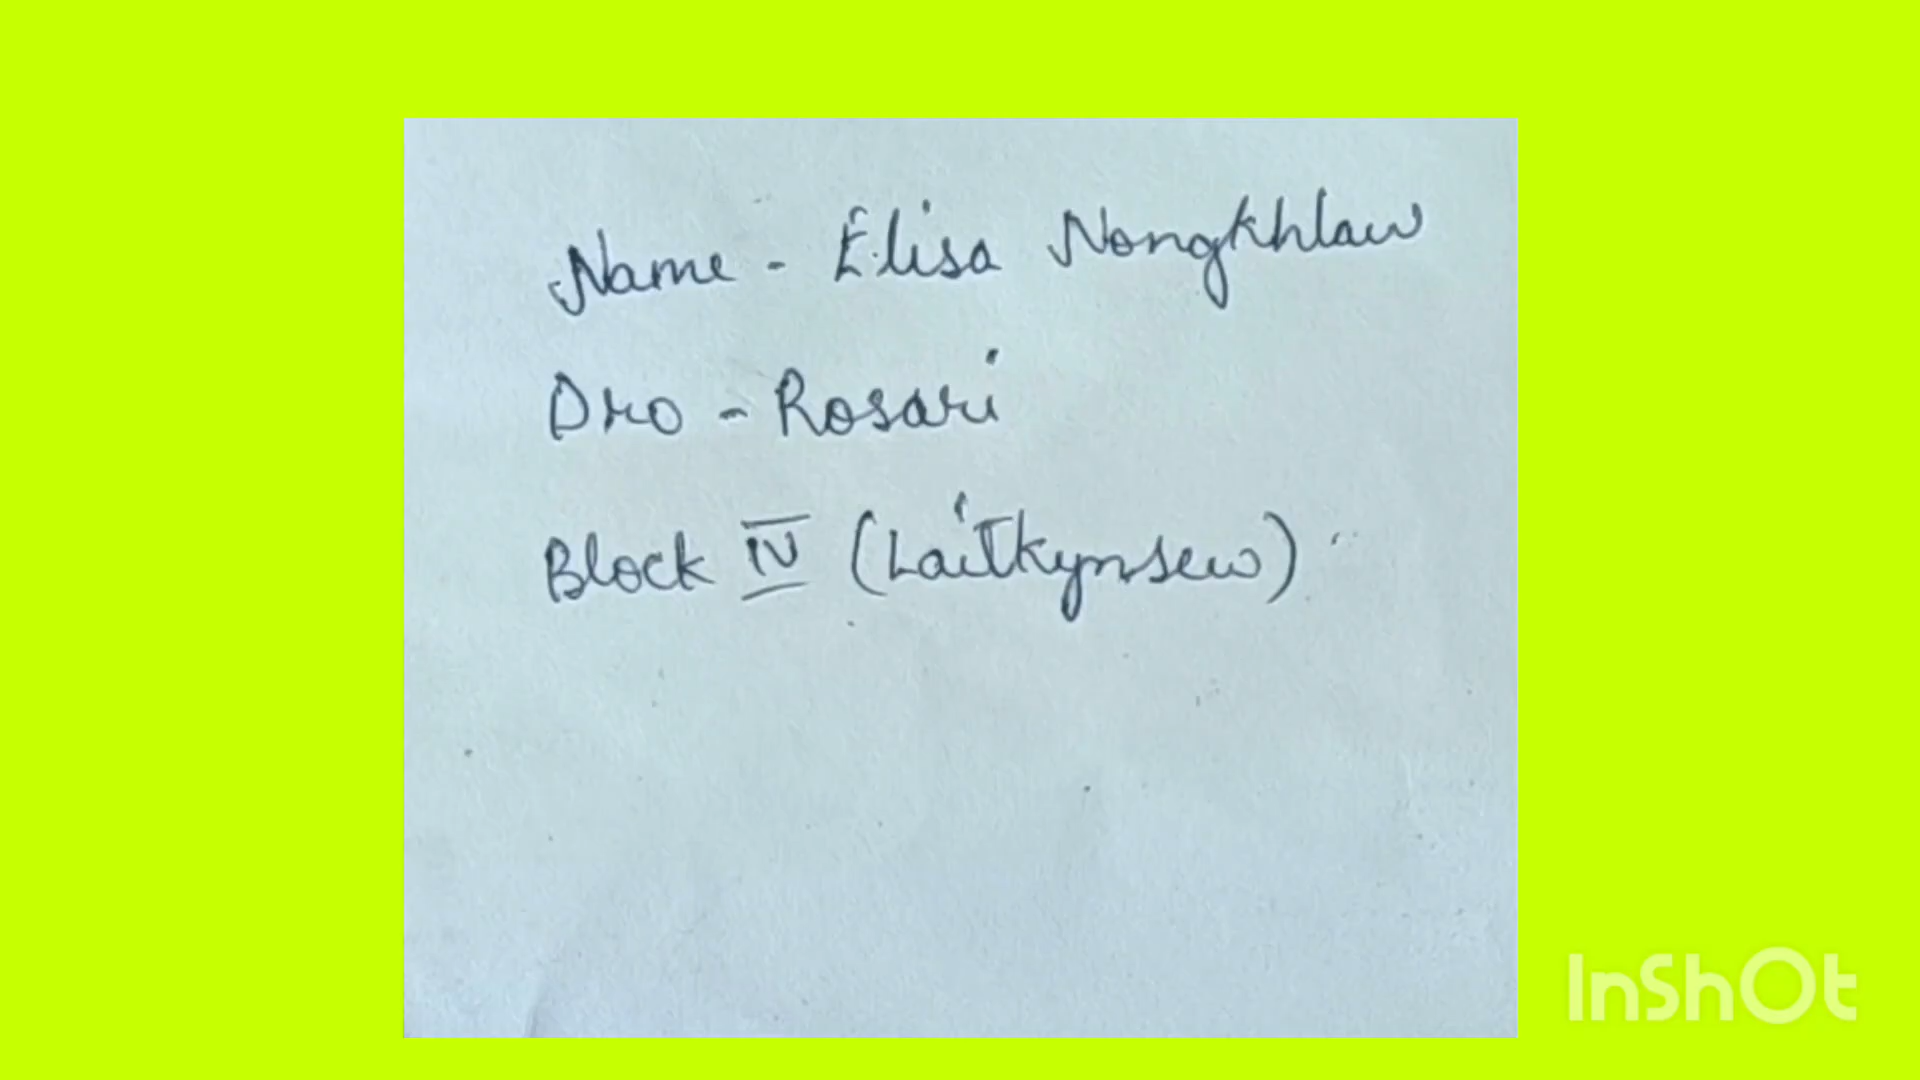 Name - Elisa Nongkhlaw
Dro - Rosari
Block IV (Laitkynsew)
InShOt